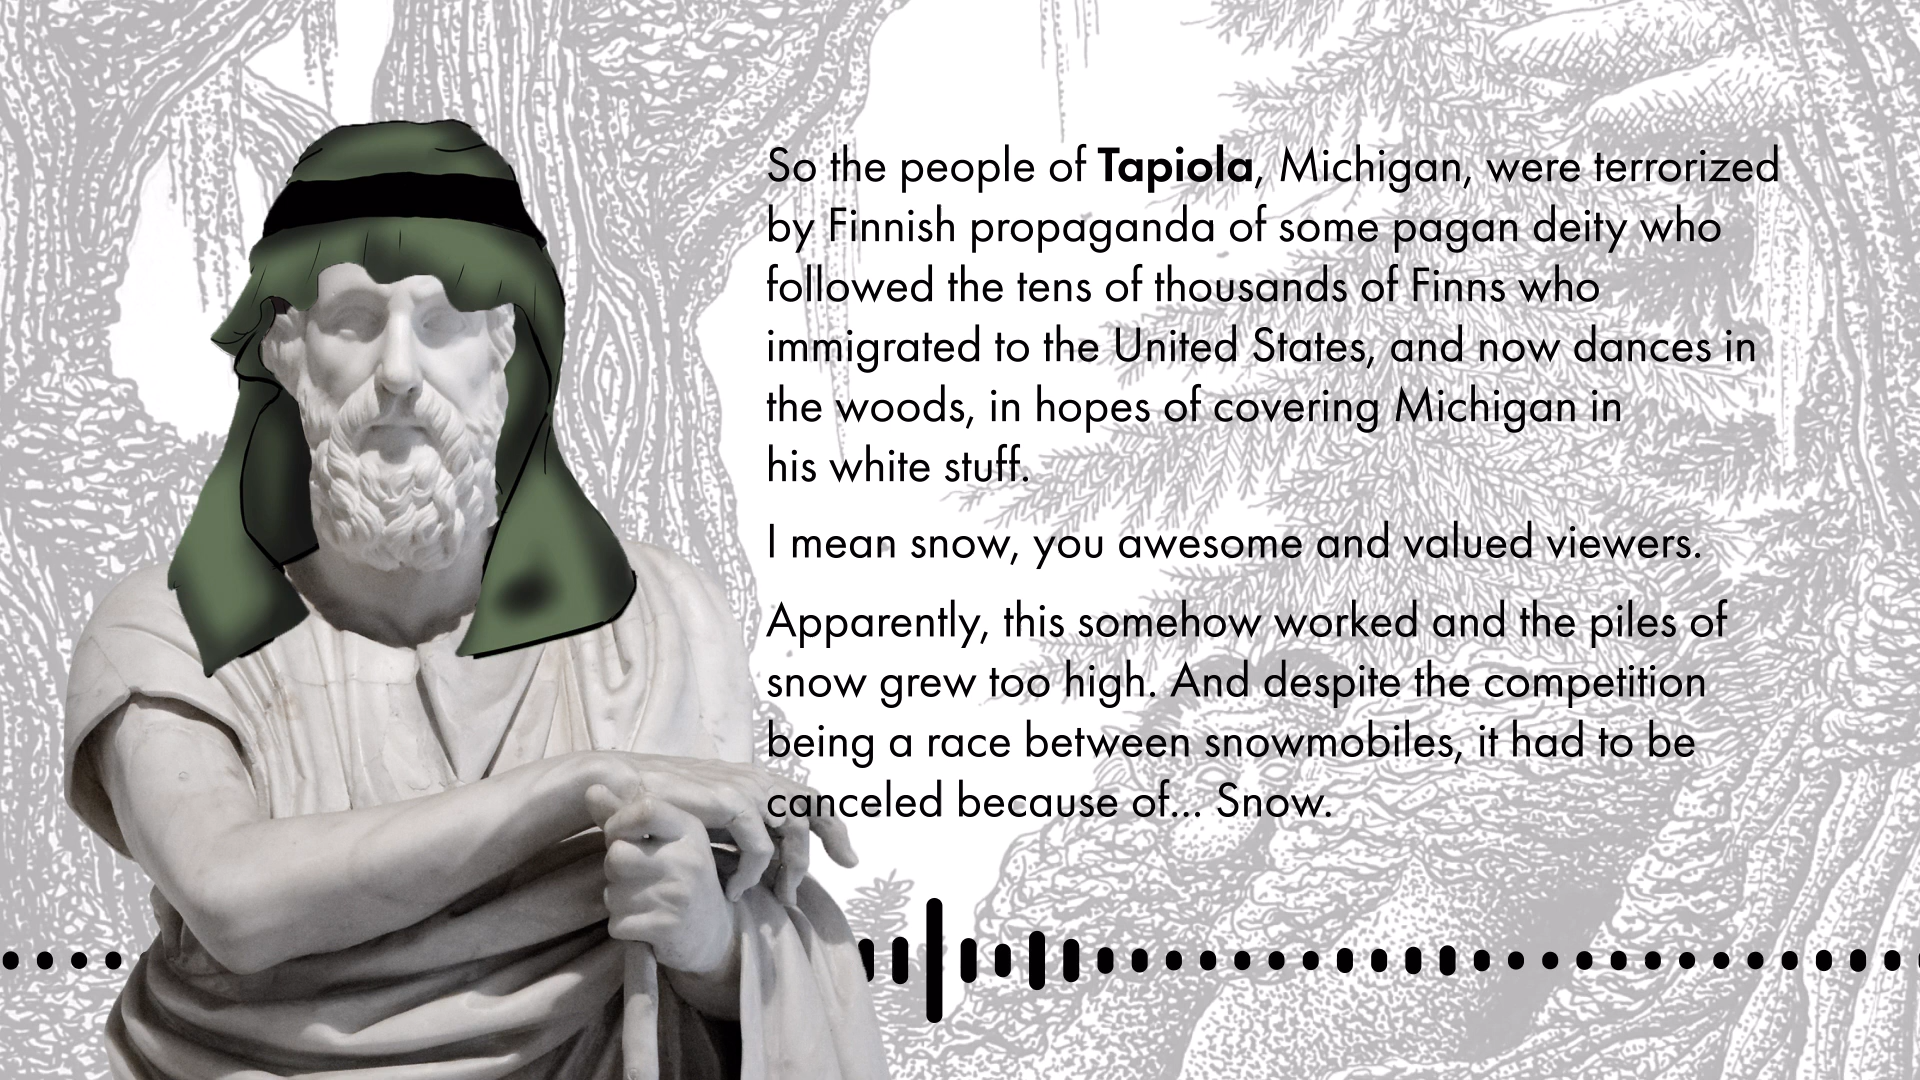 So the people of Tapiola, Michigan, were terrorized
by Finnish propaganda of some pagan deity who
followed the tens of thousands of Finns who
immigrated to the United States, and now dances in
the woods, in hopes of covering Michigan in
his white stuff.
I mean snow, you awesome and valued viewers.
Apparently, this somehow worked and the piles of
snow grew too high. And despite the competition
being a race between snowmobiles, it had to be
canceled because of... Snow.